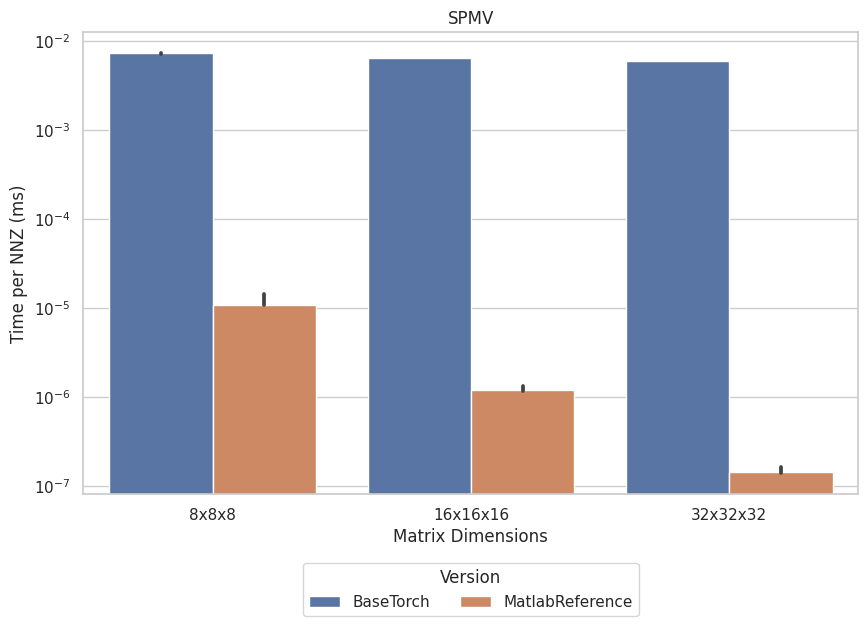 SPMV
Time per NNZ (ms)
10⁻²
10⁻³
10⁻⁴
10⁻⁵
10⁻⁶
10⁻⁷
8x8x8 16x16x16 32x32x32
Matrix Dimensions
Version
BaseTorch MatlabReference